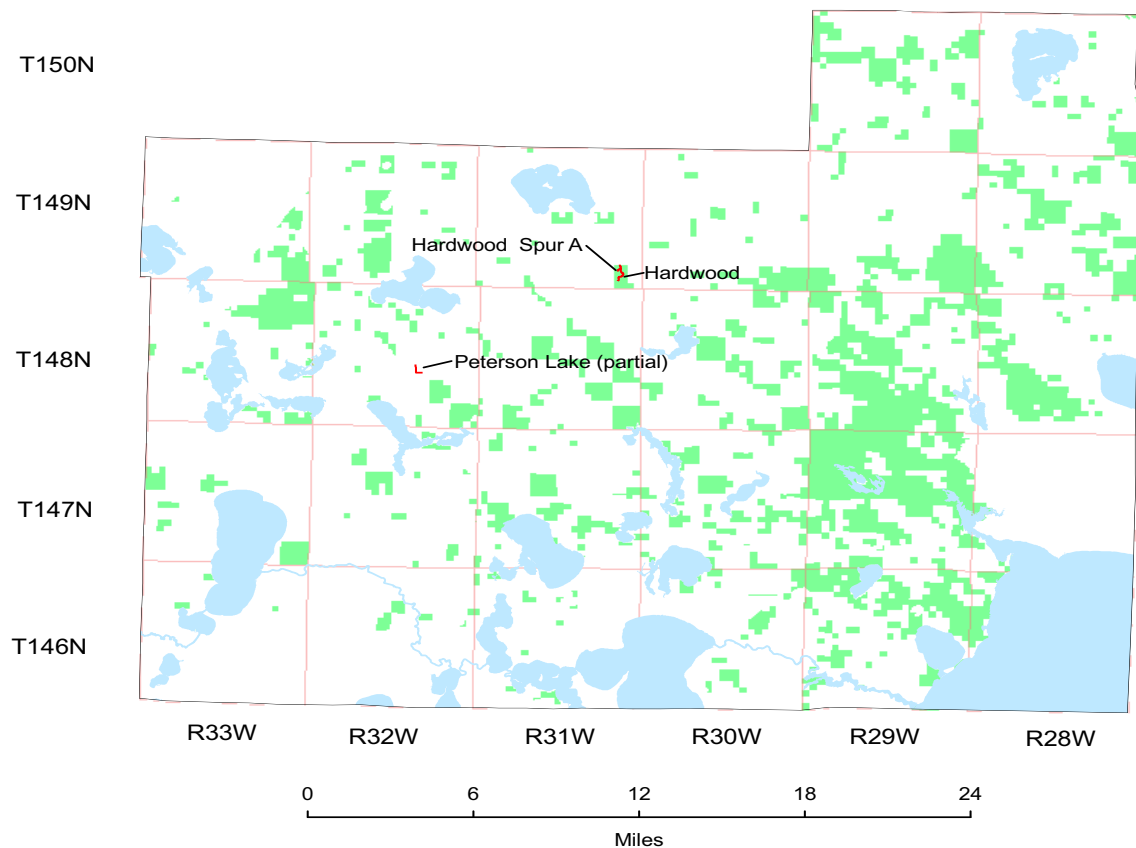 T150N
T149N
Hardwood  Spur A
Hardwood
T148N
Peterson Lake (partial)
T147N
T146N
R33W
R32W
R31W
R30W
R29W
R28W
0
6
12
18
24
Miles